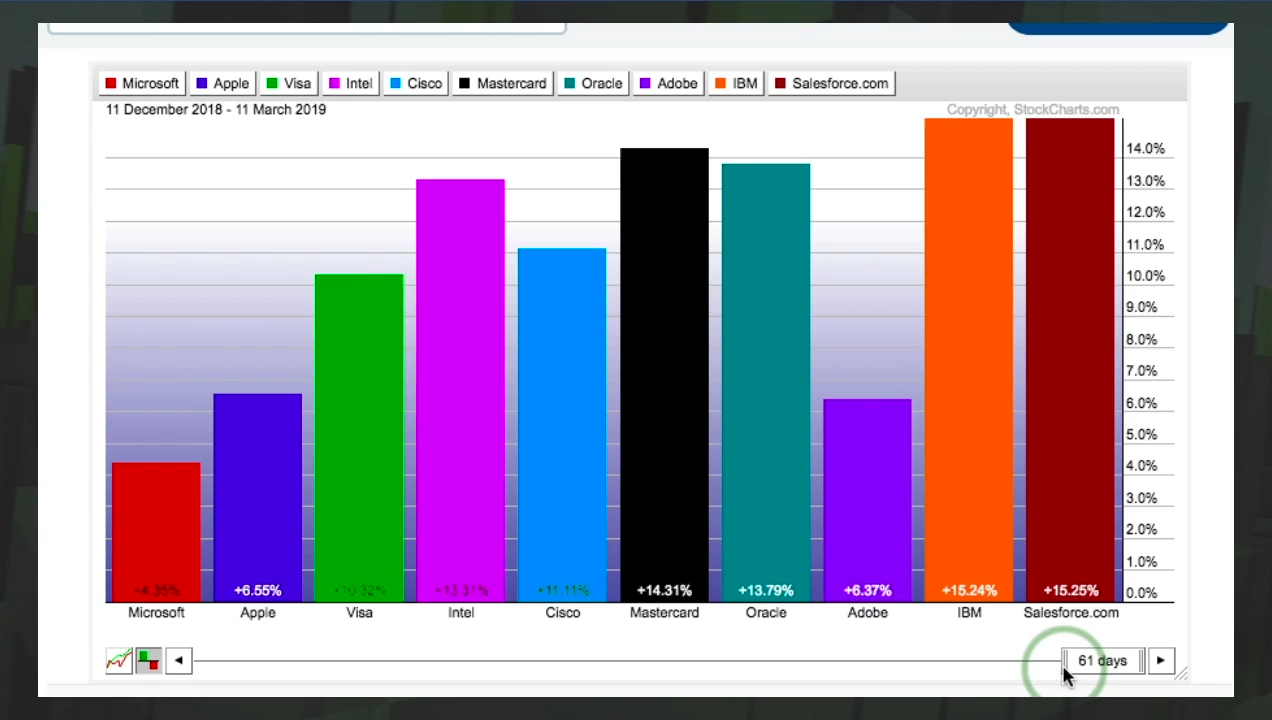 Microsoft Apple Visa Intel Cisco Mastercard Oracle Adobe IBM Salesforce.com
11 December 2018 - 11 March 2019
Copyright, StockCharts.com
14.0%
13.0%
12.0%
11.0%
10.0%
9.0%
8.0%
7.0%
6.0%
5.0%
4.0%
3.0%
2.0%
1.0%
0.0%
+4.35% +6.55% +10.32% +13.31% +11.11% +14.31% +13.79% +6.37% +15.24% +15.25%
Microsoft Apple Visa Intel Cisco Mastercard Oracle Adobe IBM Salesforce.com
61 days